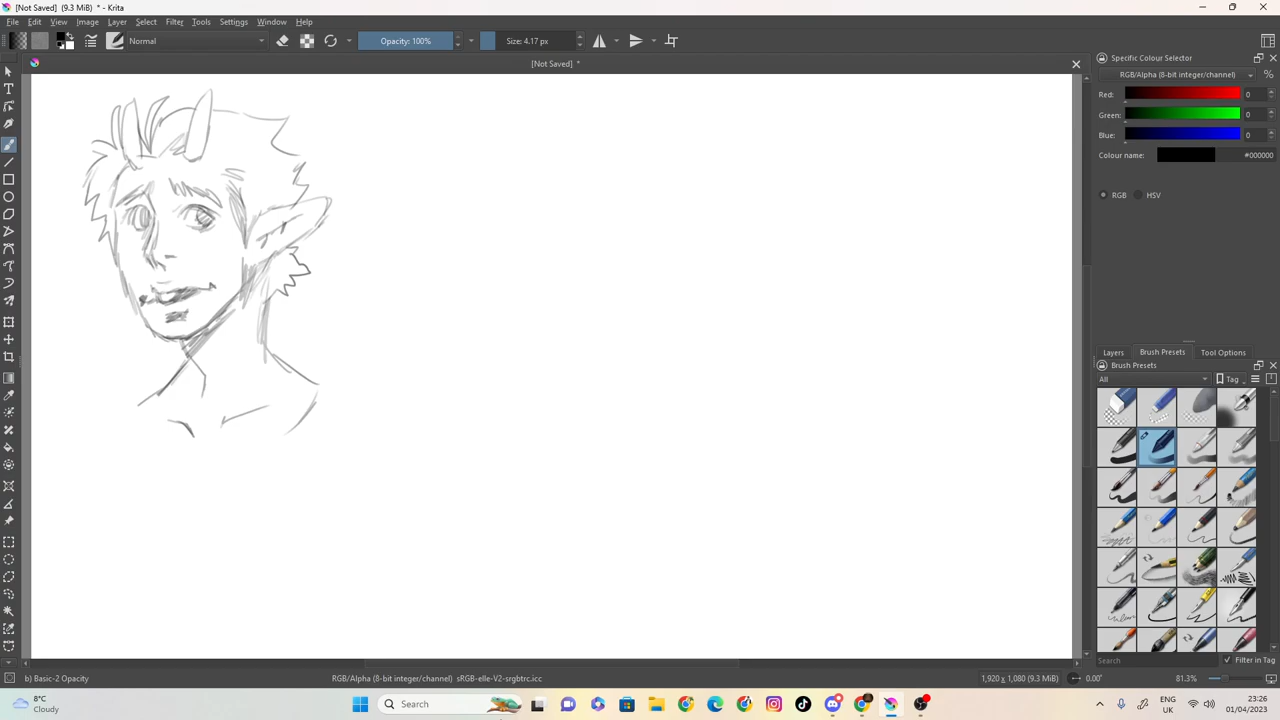 [Not Saved] (9.3 MiB) * - Krita
File Edit View Image Layer Select Filter Tools Settings Window Help
Normal Opacity: 100% Size: 4.17 px
[Not Saved] *
Specific Colour Selector
RGB/Alpha (8-bit integer/channel) %
Red: 0
Green: 0
Blue: 0
Colour name: #000000
RGB HSV
Layers Brush Presets Tool Options
Brush Presets
All Tag
Search Filter in Tag
b) Basic-2 Opacity RGB/Alpha (8-bit integer/channel) sRGB-elle-V2-srgbtrc.icc 1,920 x 1,080 (9.3 MiB) 0.00° 81.3%
8°C
Cloudy
Search
ENG
UK
23:26
01/04/2023